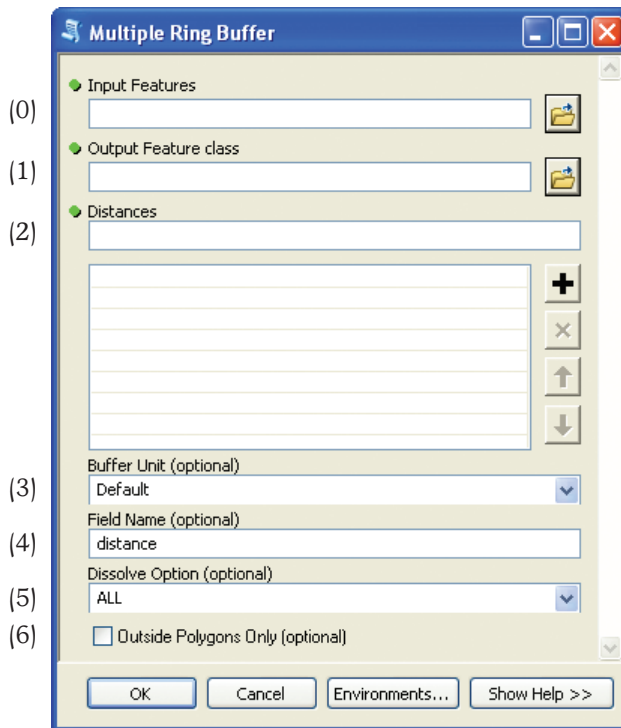 Multiple Ring Buffer
Input Features
(0)
Output Feature class
(1)
Distances
(2)
Buffer Unit (optional)
(3) Default
Field Name (optional)
(4) distance
Dissolve Option (optional)
(5) ALL
(6) Outside Polygons Only (optional)
OK Cancel Environments... Show Help >>